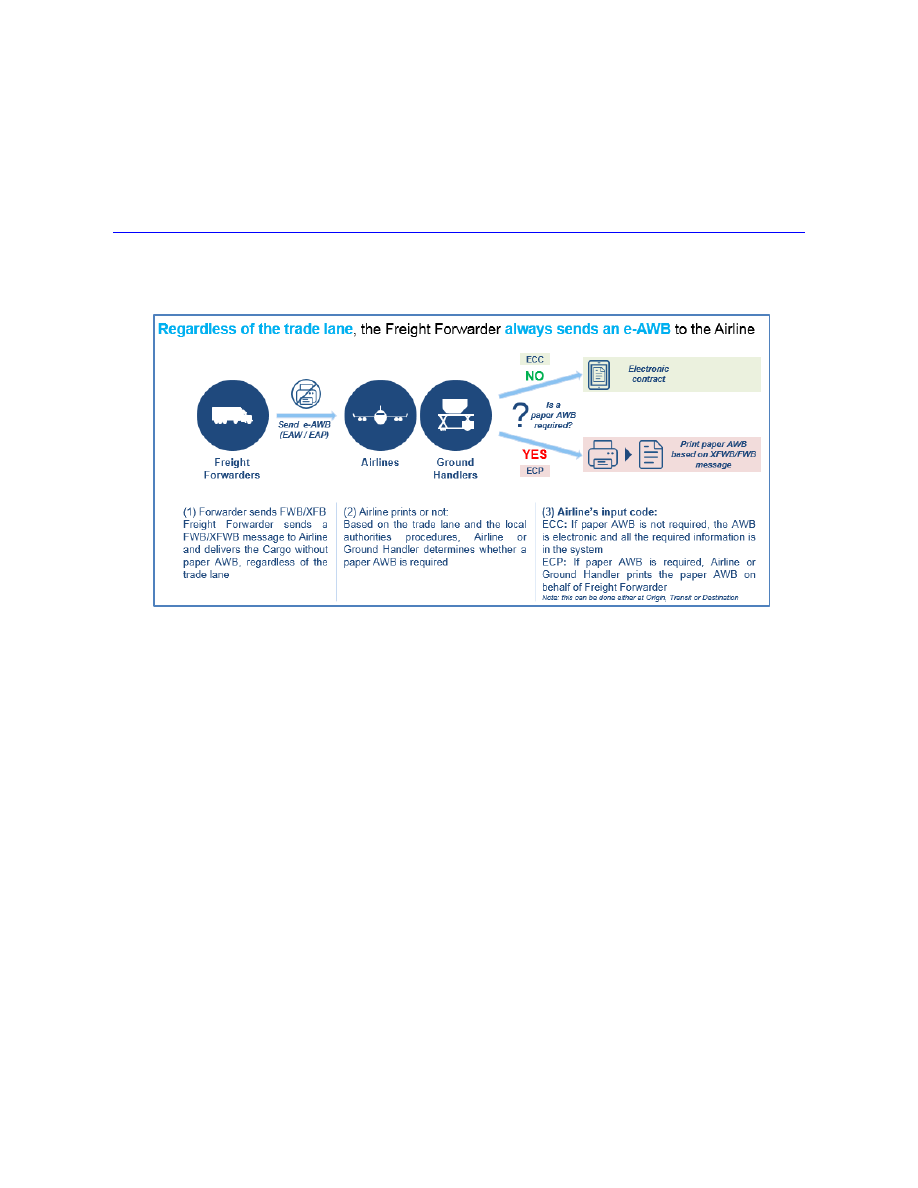 Regardless of the trade lane, the Freight Forwarder always sends an e-AWB to the Airline
Send e-AWB
(EAW / EAP)
Freight
Forwarders
Airlines
Ground
Handlers
ECC
NO
?
Is a
paper AWB
required?
YES
ECP
Electronic
contract
Print paper AWB
based on XFWB/FWB
message
(1) Forwarder sends FWB/XFB
Freight Forwarder sends a
FWB/XFWB message to Airline
and delivers the Cargo without
paper AWB, regardless of the
trade lane
(2) Airline prints or not:
Based on the trade lane and the local
authorities procedures, Airline or
Ground Handler determines whether a
paper AWB is required
(3) Airline's input code:
ECC: If paper AWB is not required, the AWB
is electronic and all the required information is
in the system
ECP: If paper AWB is required, Airline or
Ground Handler prints the paper AWB on
behalf of Freight Forwarder
Note: this can be done either at Origin, Transit or Destination